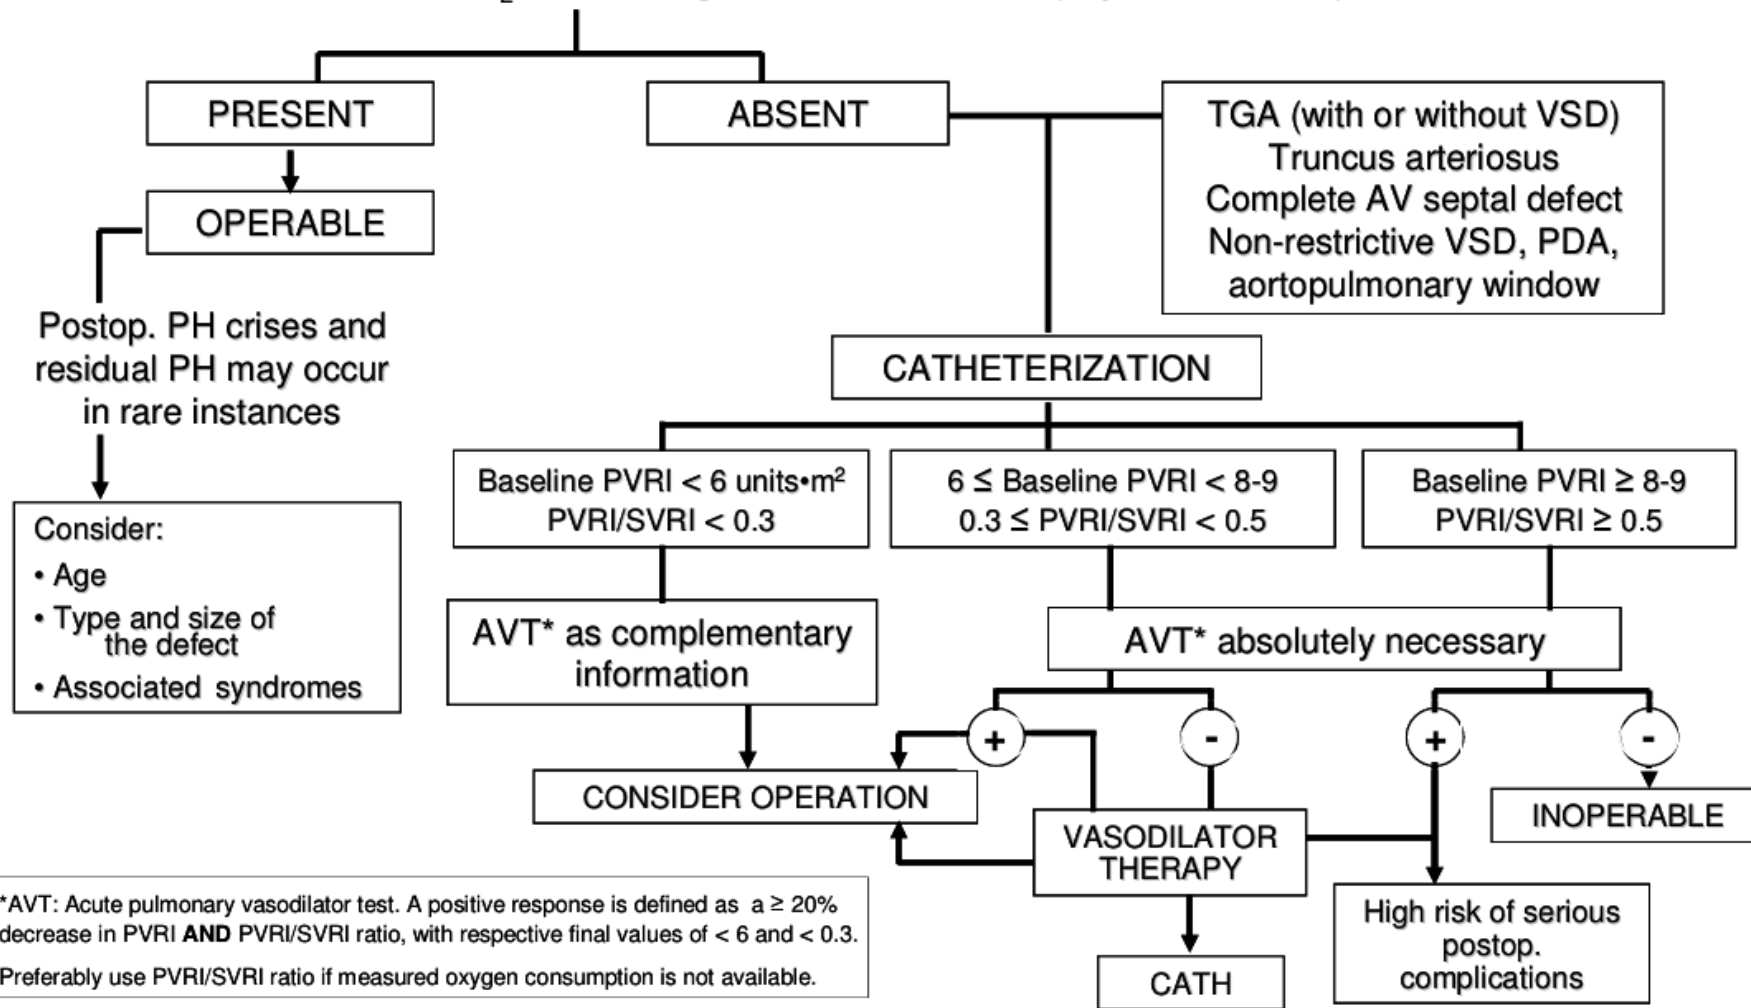 2
PRESENT
ABSENT
TGA (with or without VSD)
Truncus arteriosus
Complete AV septal defect
Non-restrictive VSD, PDA,
aortopulmonary window
OPERABLE
Postop. PH crises and
residual PH may occur
in rare instances
CATHETERIZATION
Consider:
• Age
• Type and size of
the defect
• Associated syndromes
Baseline PVRI < 6 units•m²
PVRI/SVRI < 0.3
6 ≤ Baseline PVRI < 8-9
0.3 ≤ PVRI/SVRI < 0.5
Baseline PVRI ≥ 8-9
PVRI/SVRI ≥ 0.5
AVT* as complementary
information
AVT* absolutely necessary
+
-
+
-
CONSIDER OPERATION
VASODILATOR
THERAPY
INOPERABLE
CATH
High risk of serious
postop.
complications
*AVT: Acute pulmonary vasodilator test. A positive response is defined as a ≥ 20%
decrease in PVRI AND PVRI/SVRI ratio, with respective final values of < 6 and < 0.3.
Preferably use PVRI/SVRI ratio if measured oxygen consumption is not available.